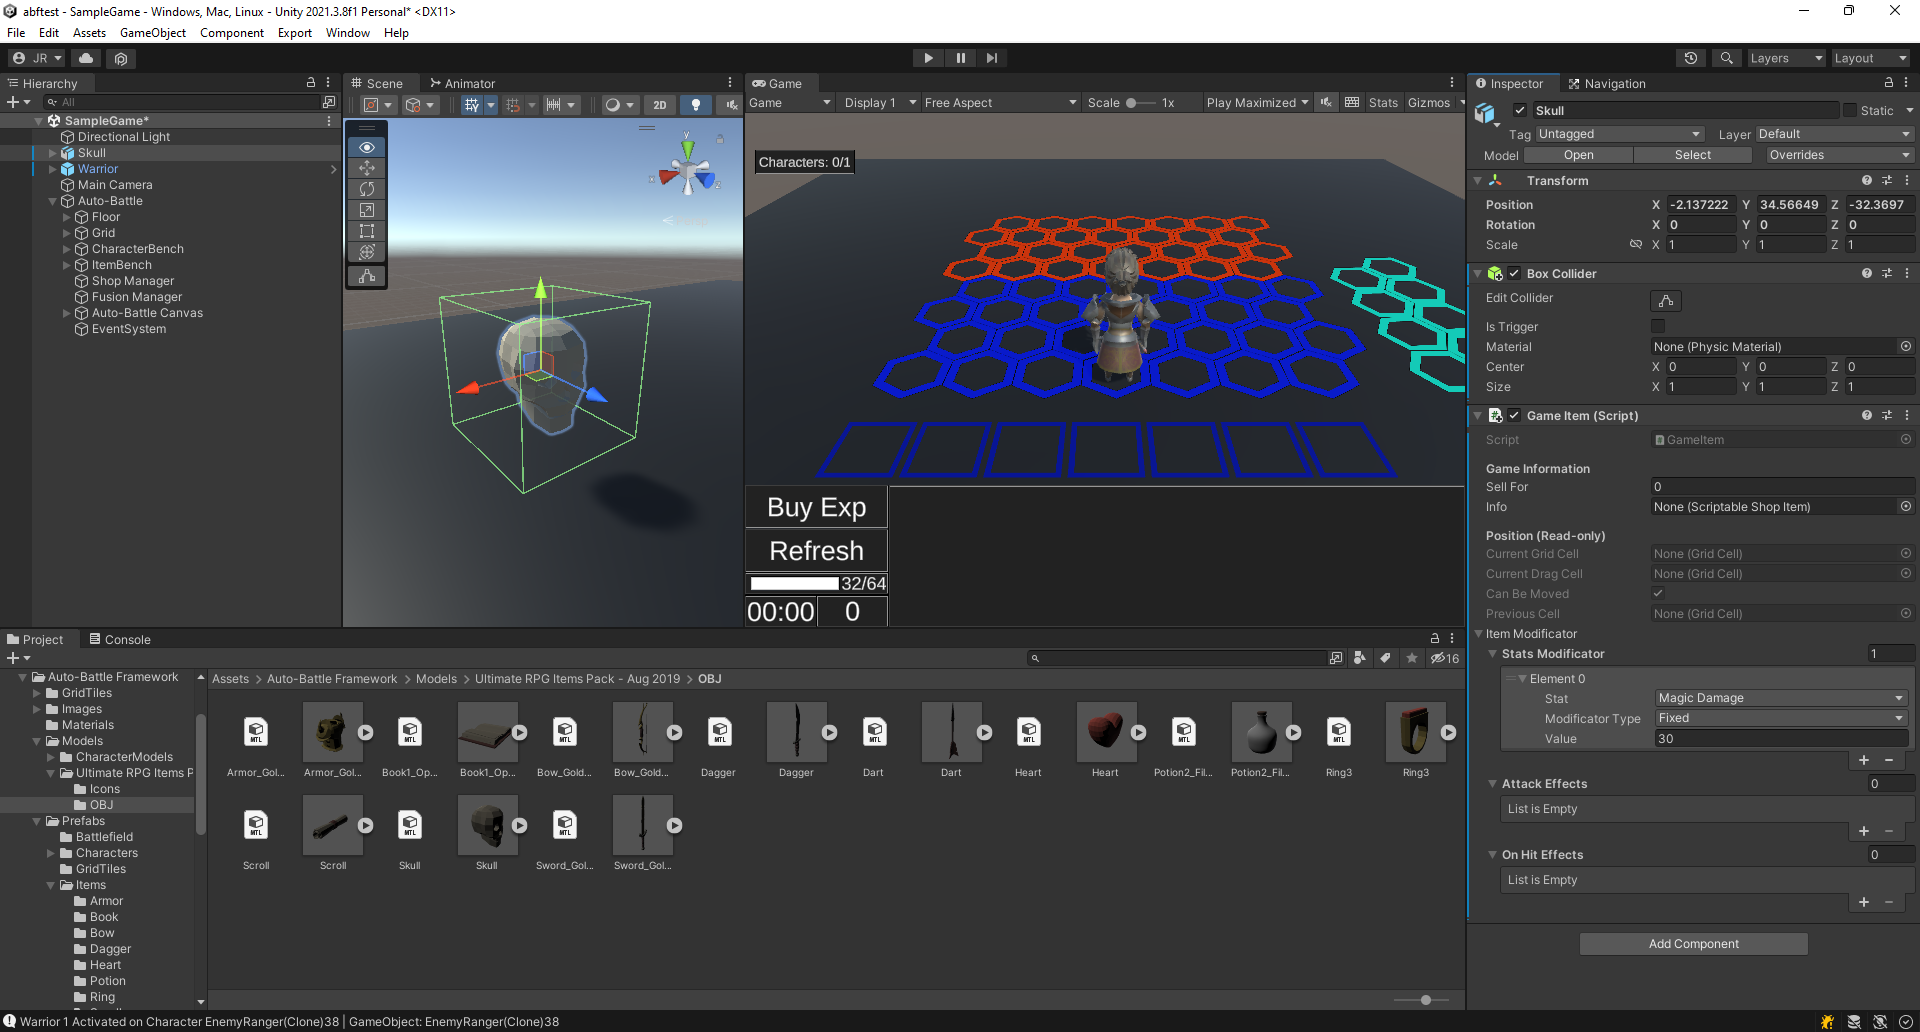 abftest - SampleGame - Windows, Mac, Linux - Unity 2021.3.8f1 Personal* <DX11>
File Edit Assets GameObject Component Export Window Help
JR Layers Layout
Hierarchy
All
SampleGame*
Directional Light
Skull
Warrior
Main Camera
Auto-Battle
Floor
Grid
CharacterBench
ItemBench
Shop Manager
Fusion Manager
Auto-Battle Canvas
EventSystem
Scene Animator
2D
y
x
z
Game
Game Display 1 Free Aspect Scale 1x Play Maximized Stats Gizmos
Characters: 0/1
Buy Exp
Refresh
32/64
00:00 0
Inspector Navigation
Skull Static
Tag Untagged Layer Default
Model Open Select Overrides
Transform
Position X -2.137222 Y 34.56649 Z -32.3697
Rotation X 0 Y 0 Z 0
Scale X 1 Y 1 Z 1
Box Collider
Edit Collider
Is Trigger
Material None (Physic Material)
Center X 0 Y 0 Z 0
Size X 1 Y 1 Z 1
Game Item (Script)
Script GameItem
Game Information
Sell For 0
Info None (Scriptable Shop Item)
Position (Read-only)
Current Grid Cell None (Grid Cell)
Current Drag Cell None (Grid Cell)
Can Be Moved
Previous Cell None (Grid Cell)
Item Modificator
Stats Modificator 1
Element 0
Stat Magic Damage
Modificator Type Fixed
Value 30
Attack Effects 0
List is Empty
On Hit Effects 0
List is Empty
Add Component
Project Console
16
Auto-Battle Framework
GridTiles
Images
Materials
Models
CharacterModels
Ultimate RPG Items P
Icons
OBJ
Prefabs
Battlefield
Characters
GridTiles
Items
Armor
Book
Bow
Dagger
Heart
Potion
Ring
Assets > Auto-Battle Framework > Models > Ultimate RPG Items Pack - Aug 2019 > OBJ
MTL MTL MTL MTL MTL MTL MTL MTL
Armor_Gol... Armor_Gol... Book1_Op... Book1_Op... Bow_Gold... Bow_Gold... Dagger Dagger Dart Dart Heart Heart Potion2_Fil... Potion2_Fil... Ring3 Ring3
MTL MTL MTL
Scroll Scroll Skull Skull Sword_Gol... Sword_Gol...
Warrior 1 Activated on Character EnemyRanger(Clone)38 | GameObject: EnemyRanger(Clone)38